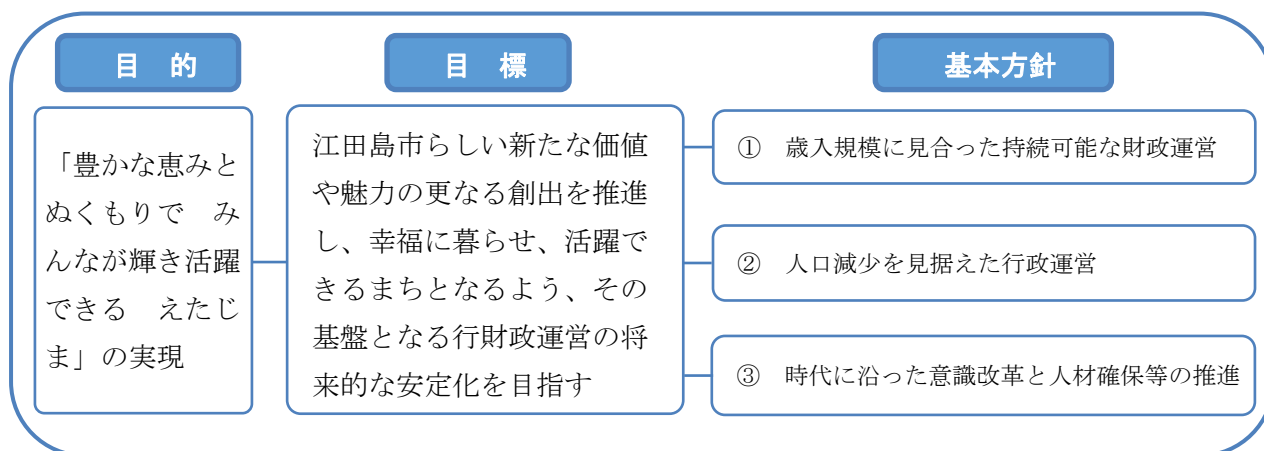 目 的
「豊かな恵みと
ぬくもりで　み
んなが輝き活躍
できる　えたじ
ま」の実現
目 標
江田島市らしい新たな価値
や魅力の更なる創出を推進
し、幸福に暮らせ、活躍で
きるまちとなるよう、その
基盤となる行財政運営の将
来的な安定化を目指す
基本方針
①　歳入規模に見合った持続可能な財政運営
②　人口減少を見据えた行政運営
③　時代に沿った意識改革と人材確保等の推進